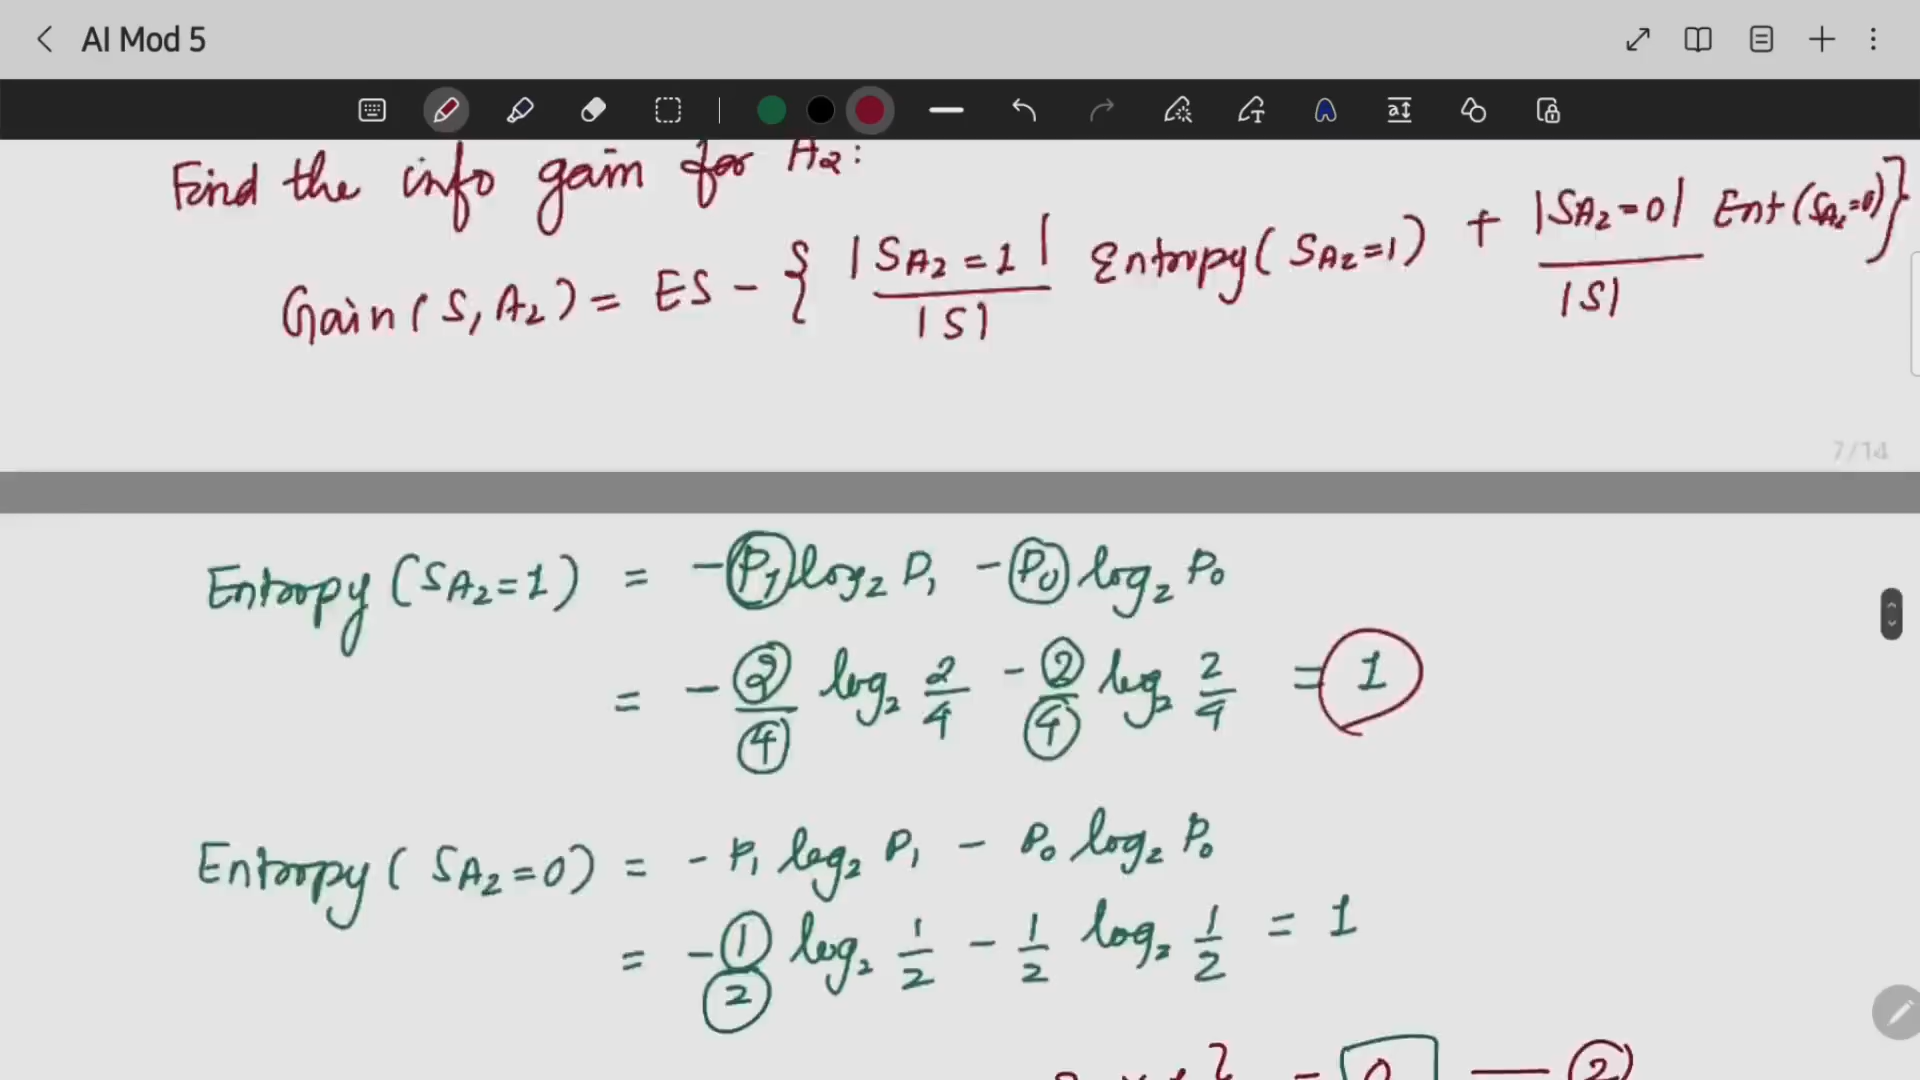 AI Mod 5
Find the info gain for A2:
Gain(S, A2) = ES - { |SA2=1| / |S| Entropy(SA2=1) + |SA2=0| / |S| Ent(SA2=0) }
7/14
Entropy (SA2=1) = -P1 log2 P1 - P0 log2 P0
= - 2/4 log2 2/4 - 2/4 log2 2/4 = 1
Entropy (SA2=0) = - P1 log2 P1 - P0 log2 P0
= - 1/2 log2 1/2 - 1/2 log2 1/2 = 1
} = 0 — 2